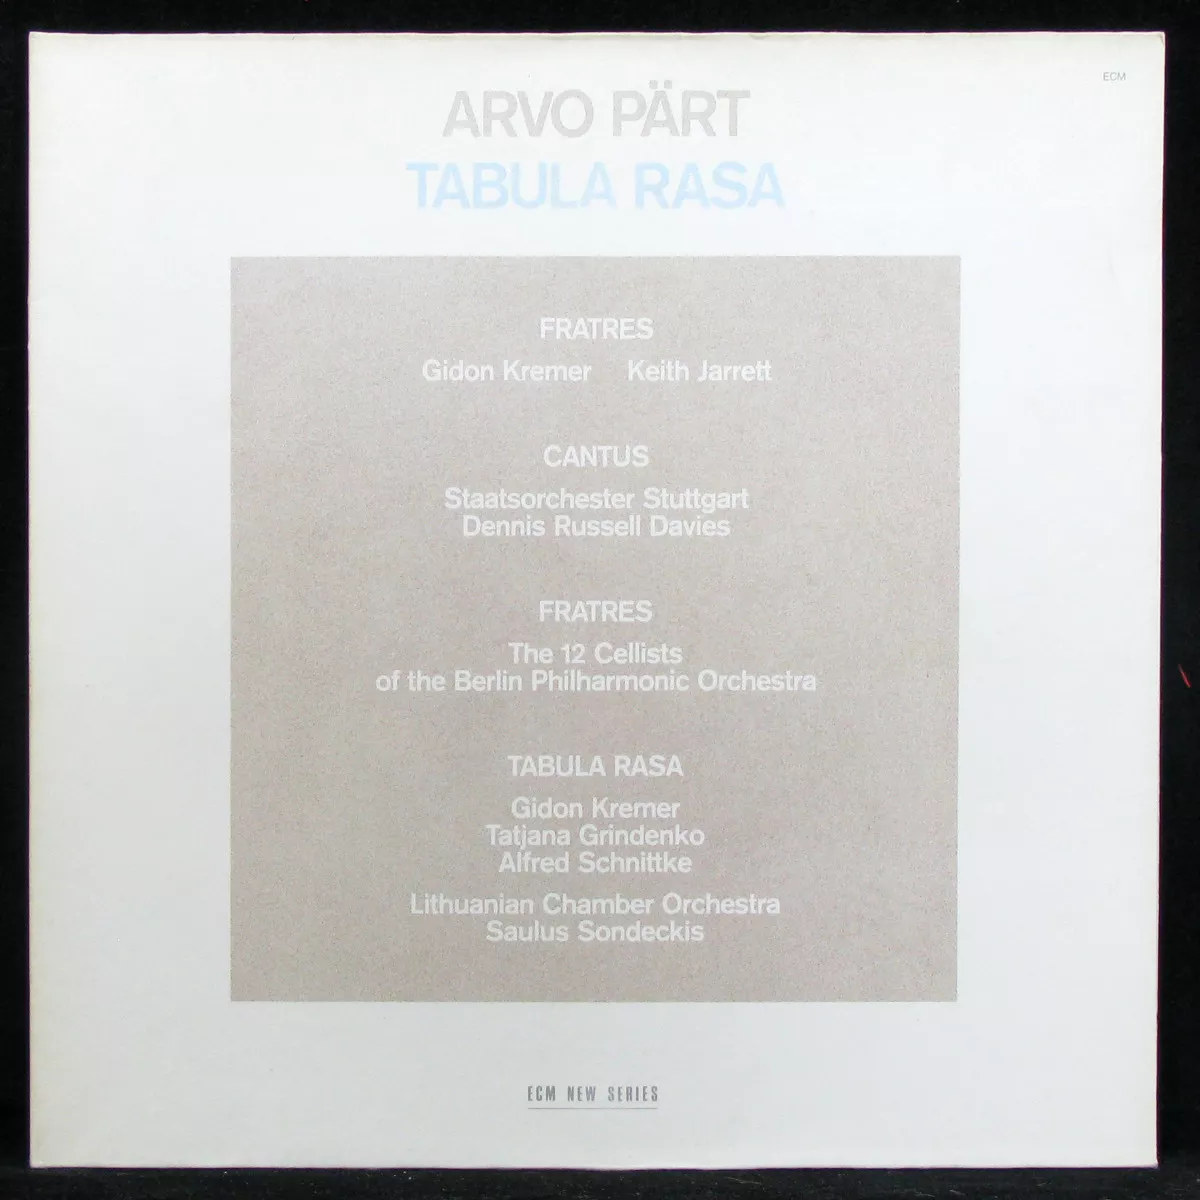 ECM
ARVO PÄRT
TABULA RASA
FRATRES
Gidon Kremer Keith Jarrett
CANTUS
Staatsorchester Stuttgart
Dennis Russell Davies
FRATRES
The 12 Cellists
of the Berlin Philharmonic Orchestra
TABULA RASA
Gidon Kremer
Tatjana Grindenko
Alfred Schnittke
Lithuanian Chamber Orchestra
Saulus Sondeckis
ECM NEW SERIES